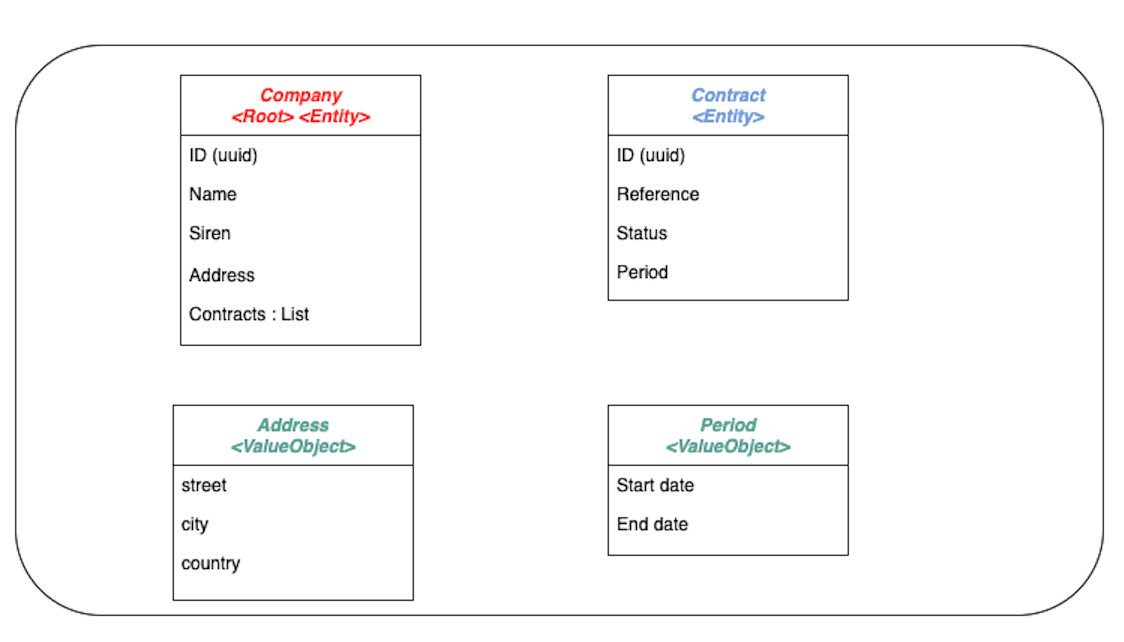 Company
<Root> <Entity>
ID (uuid)
Name
Siren
Address
Contracts : List
Contract
<Entity>
ID (uuid)
Reference
Status
Period
Address
<ValueObject>
street
city
country
Period
<ValueObject>
Start date
End date